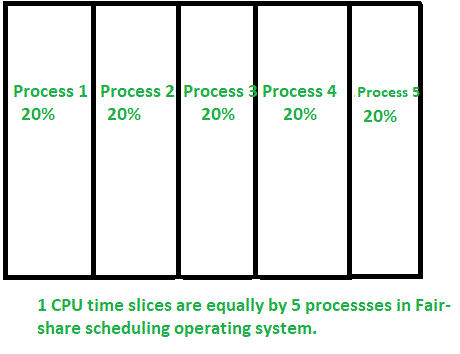 Process 1 Process 2 Process 3 Process 4 Process 5
20% 20% 20% 20% 20%
1 CPU time slices are equally by 5 processses in Fair-
share scheduling operating system.